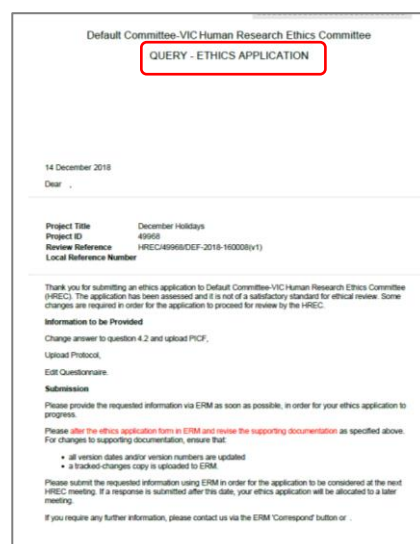 Default Committee-VIC Human Research Ethics Committee
QUERY - ETHICS APPLICATION
14 December 2018
Dear ,
Project Title December Holidays
Project ID 49968
Review Reference HREC/49968/DEF-2018-160008(v1)
Local Reference Number
Thank you for submitting an ethics application to Default Committee-VIC Human Research Ethics Committee
(HREC). The application has been assessed and it is not of a satisfactory standard for ethical review. Some
changes are required in order for the application to proceed for review by the HREC.
Information to be Provided
Change answer to question 4.2 and upload PICF,
Upload Protocol,
Edit Questionnaire.
Submission
Please provide the requested information via ERM as soon as possible, in order for your ethics application to
progress.
Please alter the ethics application form in ERM and revise the supporting documentation as specified above.
For changes to supporting documentation, ensure that:
• all version dates and/or version numbers are updated
• a tracked-changes copy is uploaded to ERM.
Please submit the requested information using ERM in order for the application to be considered at the next
HREC meeting. If a response is submitted after this date, your ethics application will be allocated to a later
meeting.
If you require any further information, please contact us via the ERM 'Correspond' button or .